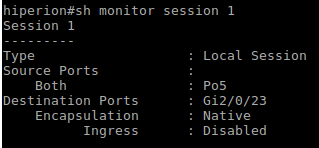 hiperion#sh monitor session 1
Session 1
---------
Type                   : Local Session
Source Ports           :
    Both               : Po5
Destination Ports      : Gi2/0/23
    Encapsulation      : Native
          Ingress      : Disabled